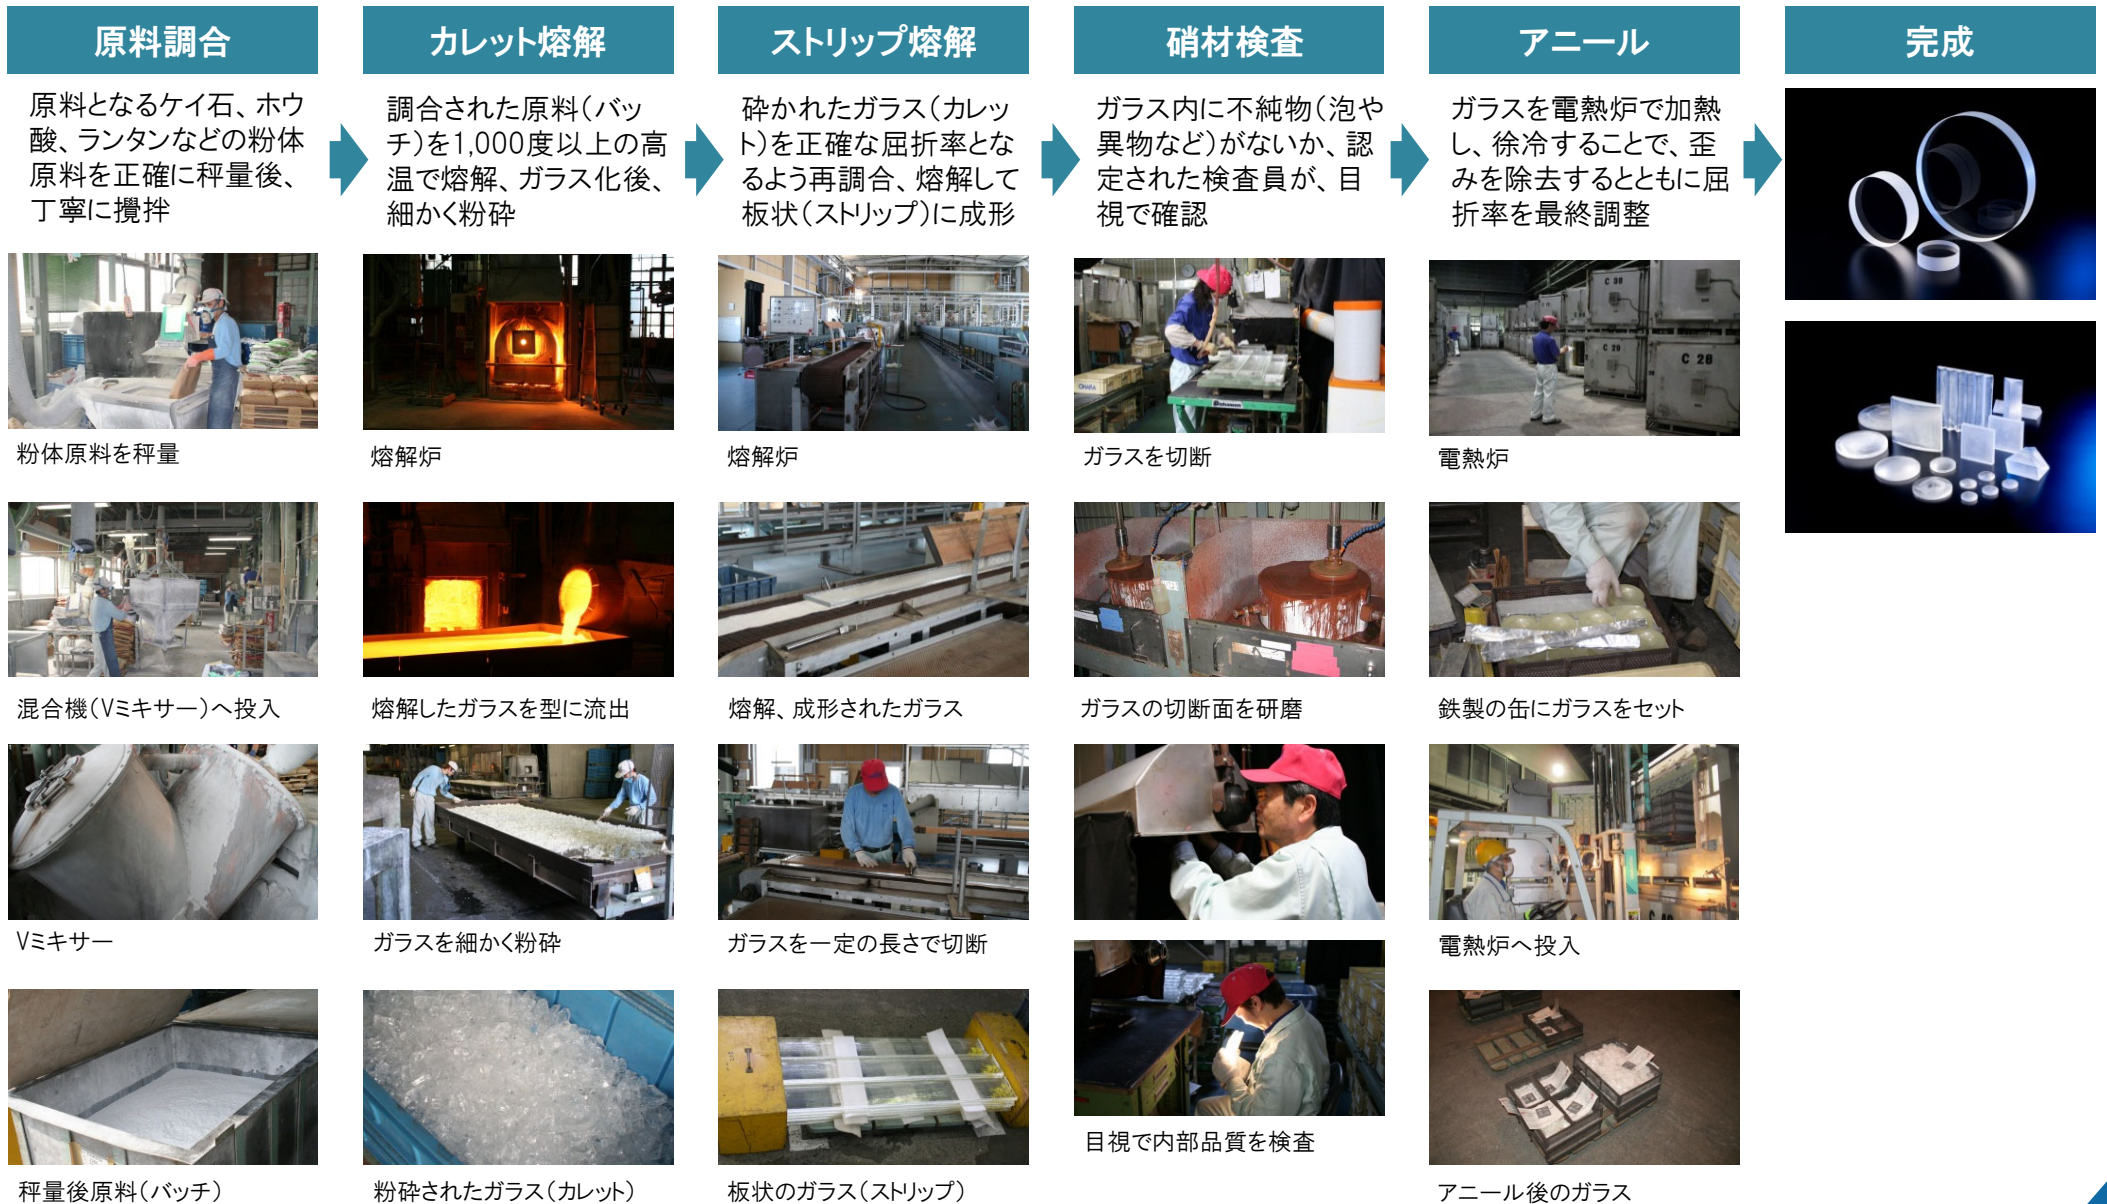 原料調合
原料となるケイ石、ホウ
酸、ランタンなどの粉体
原料を正確に秤量後、
丁寧に攪拌
粉体原料を秤量
混合機(Vミキサー)へ投入
Vミキサー
秤量後原料(バッチ)
カレット熔解
調合された原料(バッ
チ)を1,000度以上の高
温で熔解、ガラス化後、
細かく粉砕
熔解炉
熔解したガラスを型に流出
ガラスを細かく粉砕
粉砕されたガラス(カレット)
ストリップ熔解
砕かれたガラス(カレッ
ト)を正確な屈折率とな
るよう再調合、熔解して
板状(ストリップ)に成形
熔解炉
熔解、成形されたガラス
ガラスを一定の長さで切断
板状のガラス(ストリップ)
硝材検査
ガラス内に不純物(泡や
異物など)がないか、認
定された検査員が、目
視で確認
OHARA
ガラスを切断
ガラスの切断面を研磨
目視で内部品質を検査
アニール
ガラスを電熱炉で加熱
し、徐冷することで、歪
みを除去するとともに屈
折率を最終調整
C 30
C 29
C 28
電熱炉
鉄製の缶にガラスをセット
電熱炉へ投入
アニール後のガラス
完成